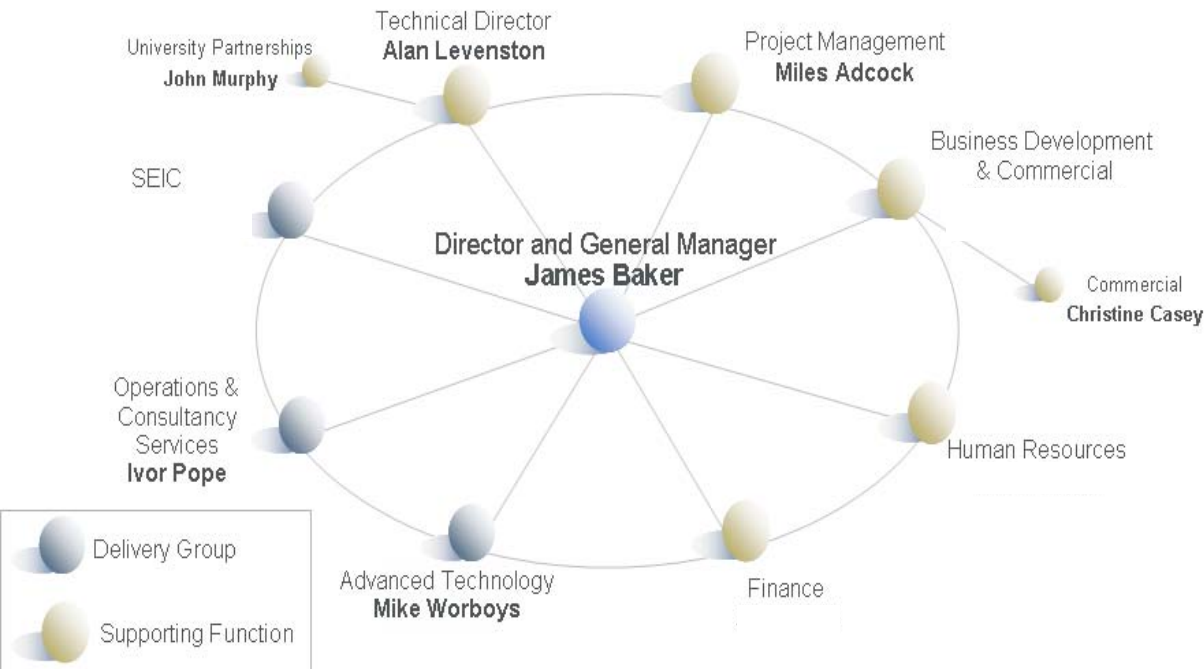 Technical Director
Alan Levenston
University Partnerships
John Murphy
Project Management
Miles Adcock
Business Development
& Commercial
SEIC
Director and General Manager
James Baker
Commercial
Christine Casey
Operations &
Consultancy
Services
Ivor Pope
Human Resources
Advanced Technology
Mike Worboys
Finance
Delivery Group
Supporting Function